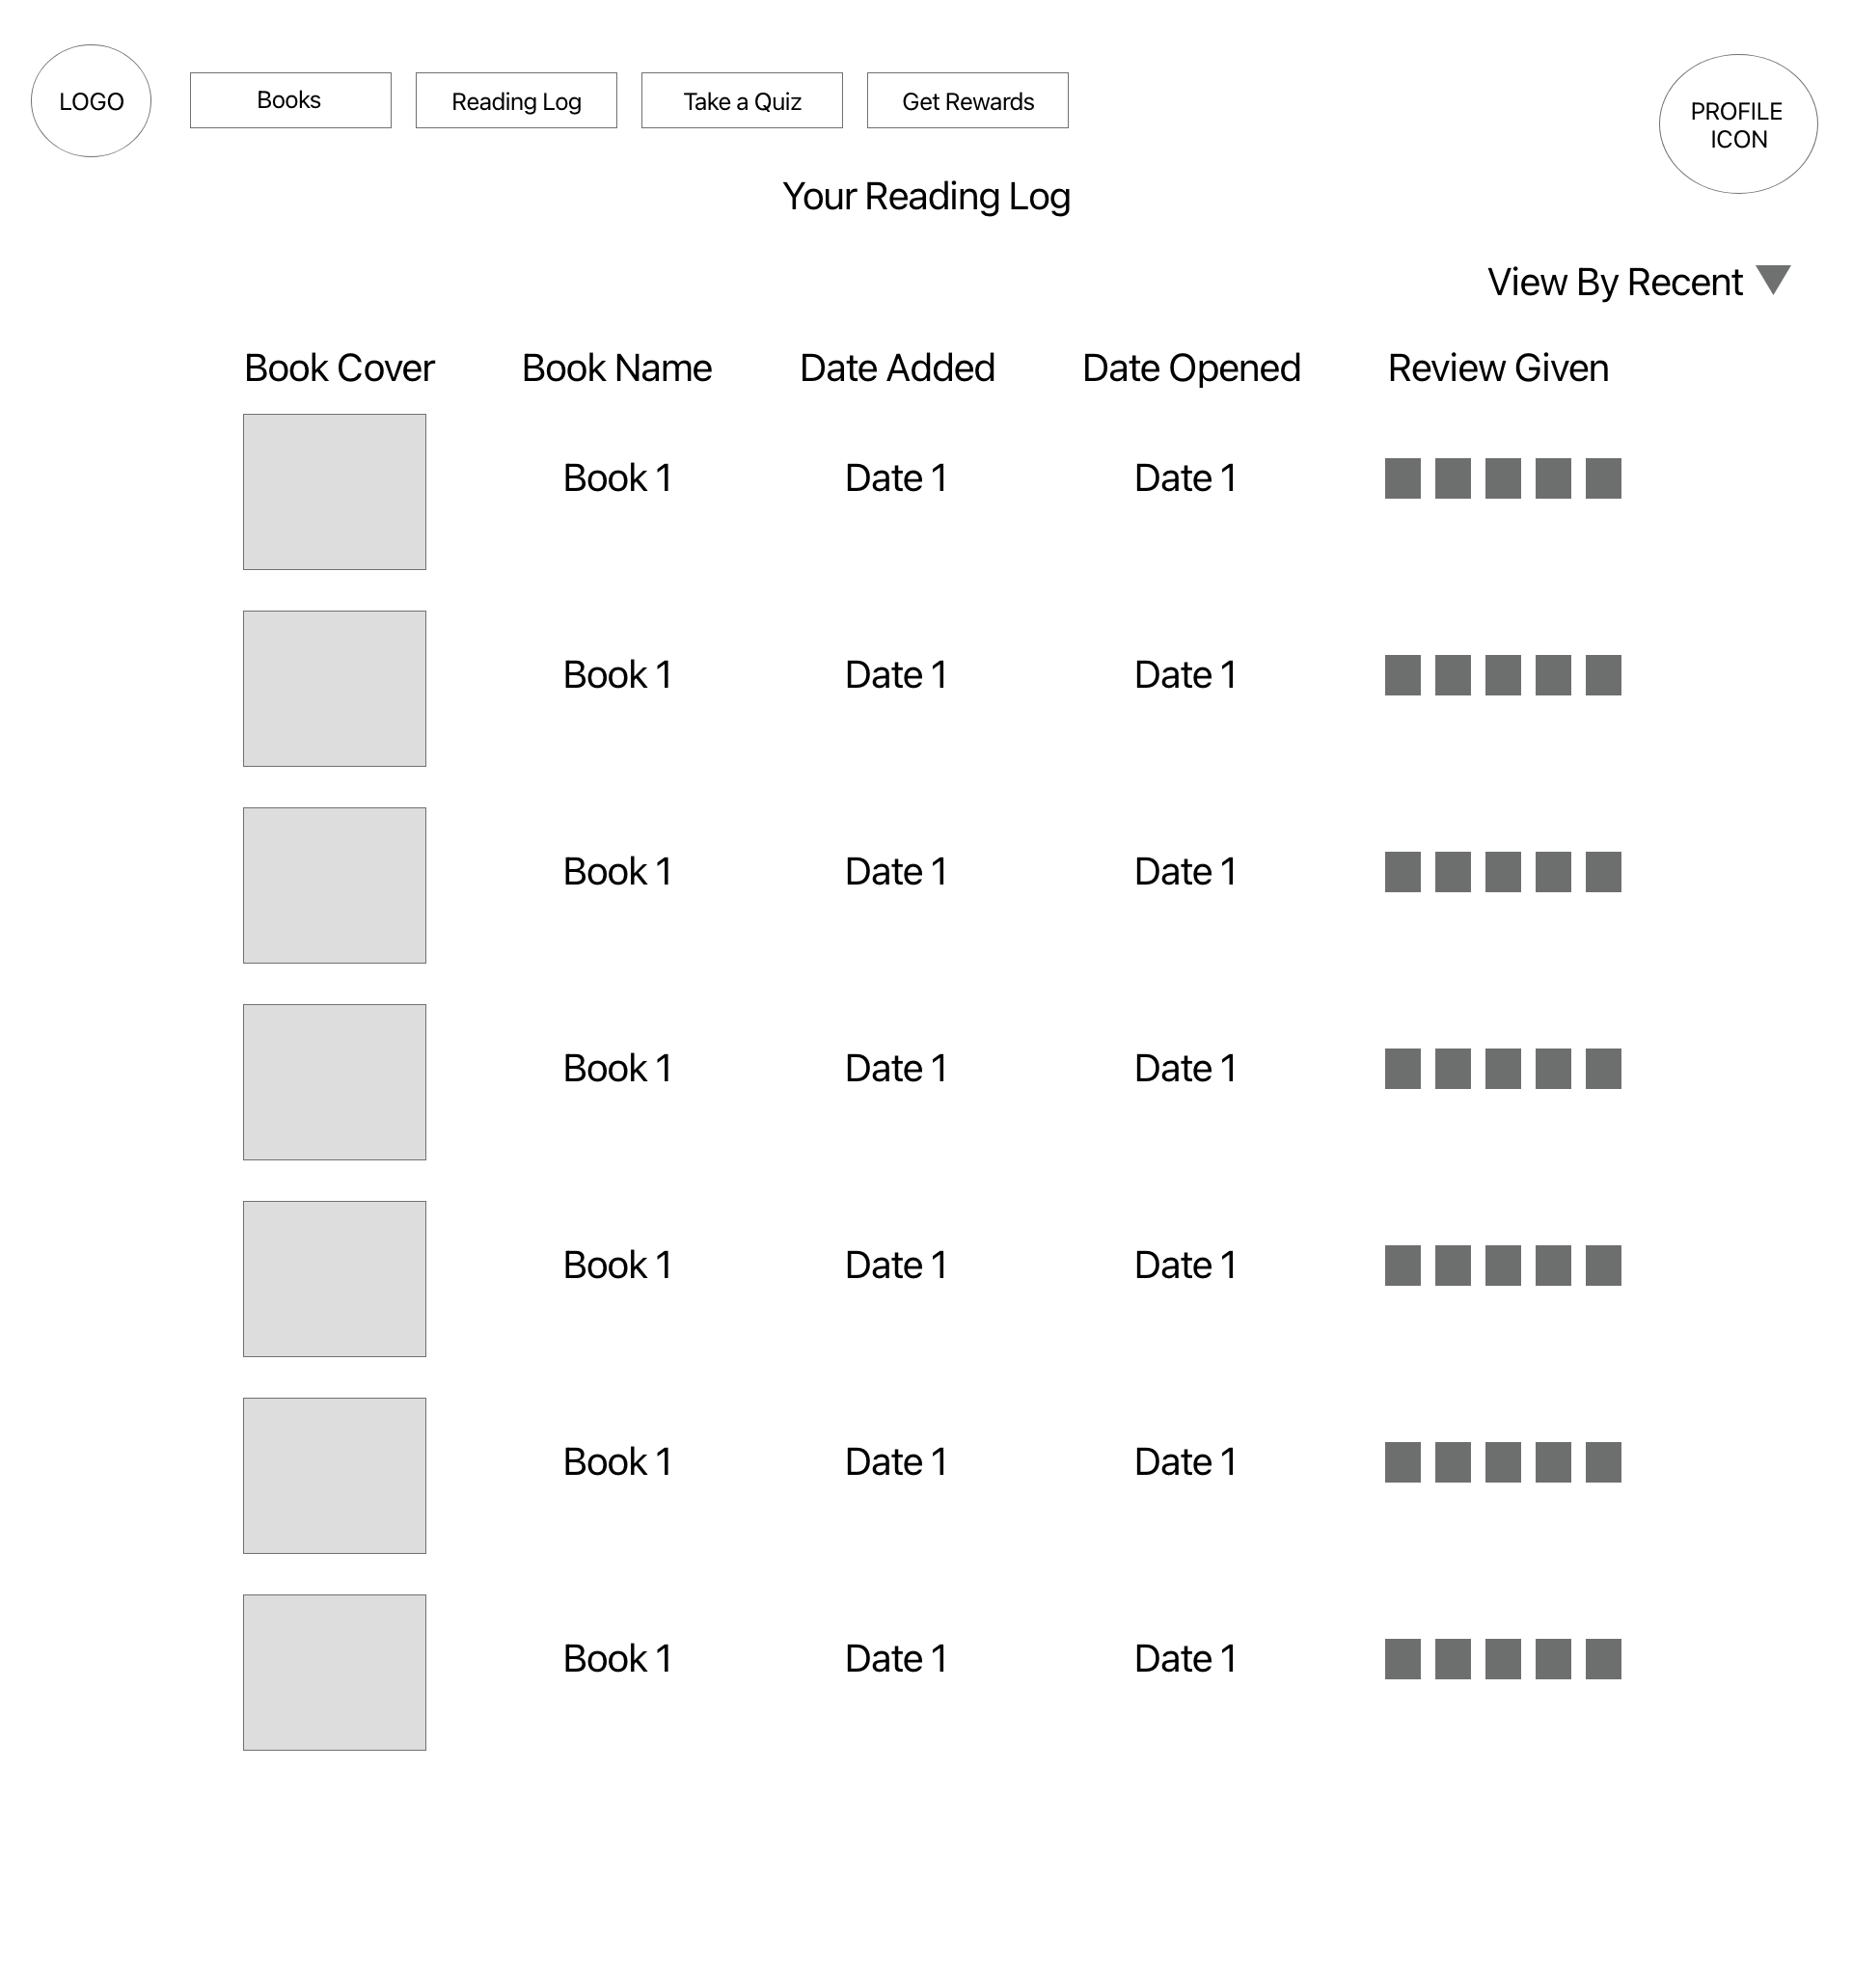 LOGO
Books
Reading Log
Take a Quiz
Get Rewards
PROFILE
ICON
Your Reading Log
View By Recent
Book Cover Book Name Date Added Date Opened Review Given
Book 1 Date 1 Date 1
Book 1 Date 1 Date 1
Book 1 Date 1 Date 1
Book 1 Date 1 Date 1
Book 1 Date 1 Date 1
Book 1 Date 1 Date 1
Book 1 Date 1 Date 1